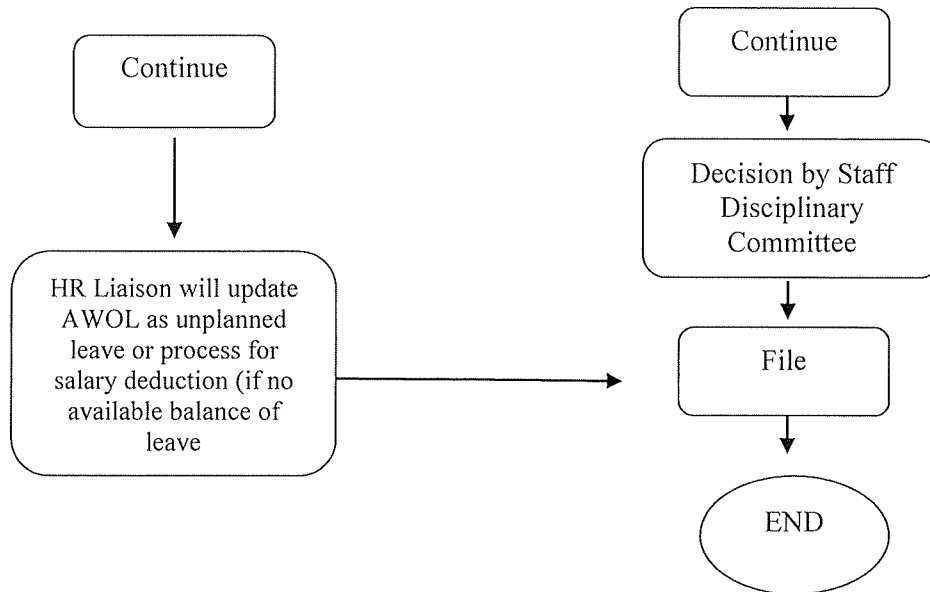 Continue
HR Liaison will update
AWOL as unplanned
leave or process for
salary deduction (if no
available balance of
leave
Continue
Decision by Staff
Disciplinary
Committee
File
END